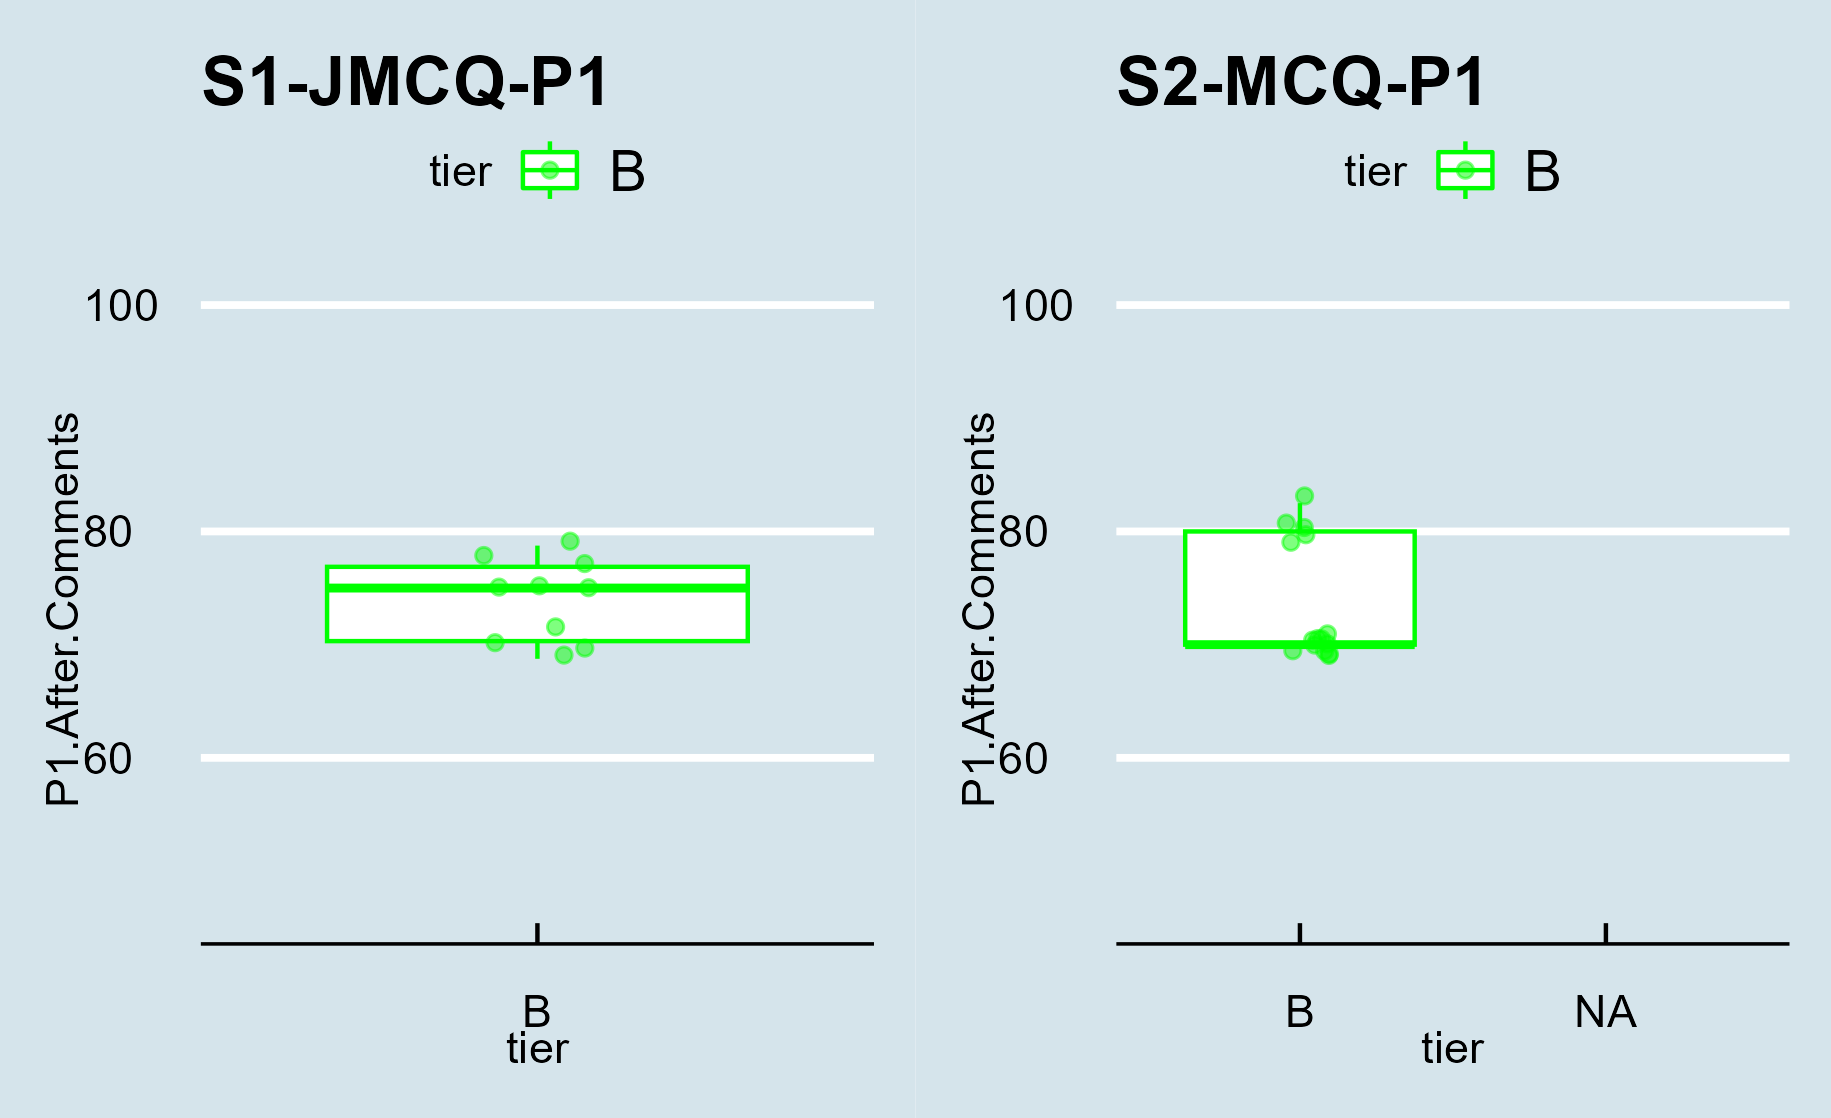 S1-JMCQ-P1
tier B
100
80
60
P1.After.Comments
B
tier
S2-MCQ-P1
tier B
100
80
60
P1.After.Comments
B NA
tier